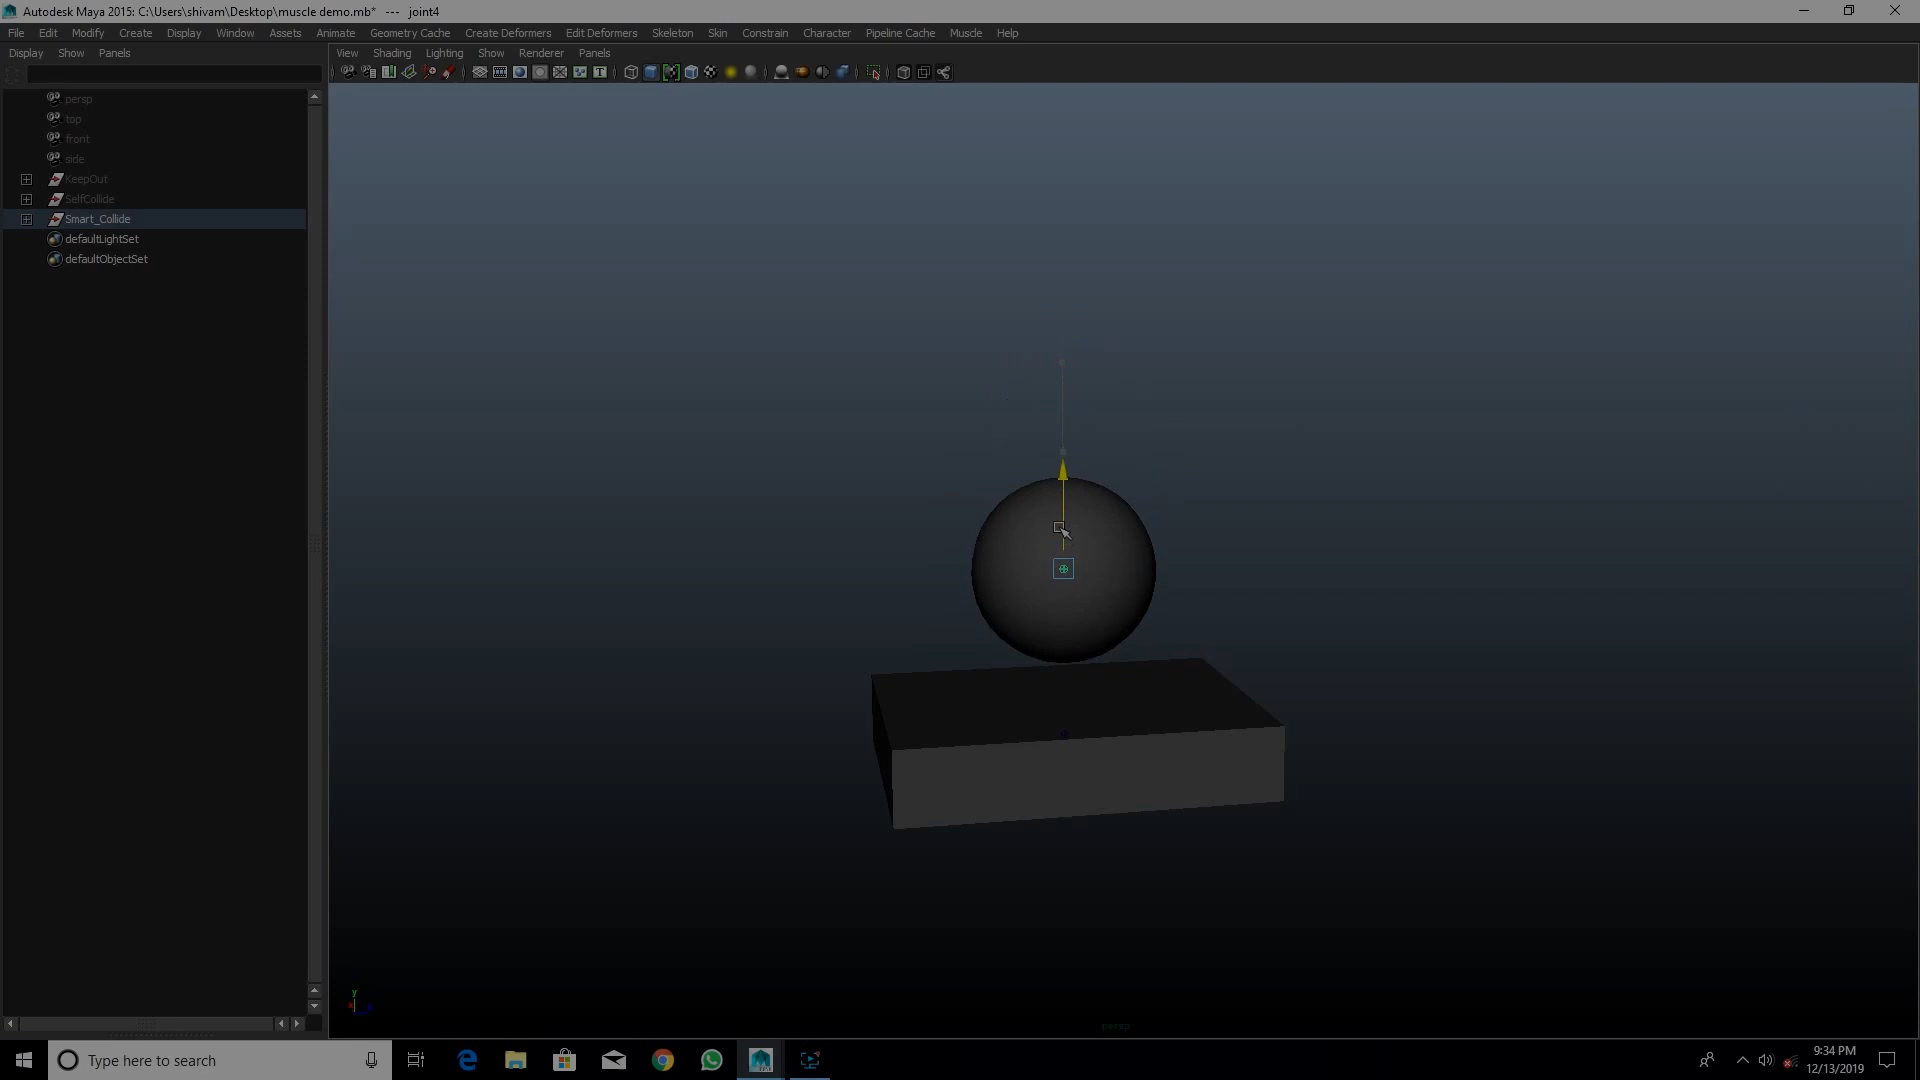 Autodesk Maya 2015: C:\Users\shivam\Desktop\muscle demo.mb* --- joint4
File Edit Modify Create Display Window Assets Animate Geometry Cache Create Deformers Edit Deformers Skeleton Skin Constrain Character Pipeline Cache Muscle Help
Display Show Panels
View Shading Lighting Show Renderer Panels
persp
top
front
side
KeepOut
SelfCollide
Smart_Collide
defaultLightSet
defaultObjectSet
y
persp
Type here to search
9:34 PM
12/13/2019